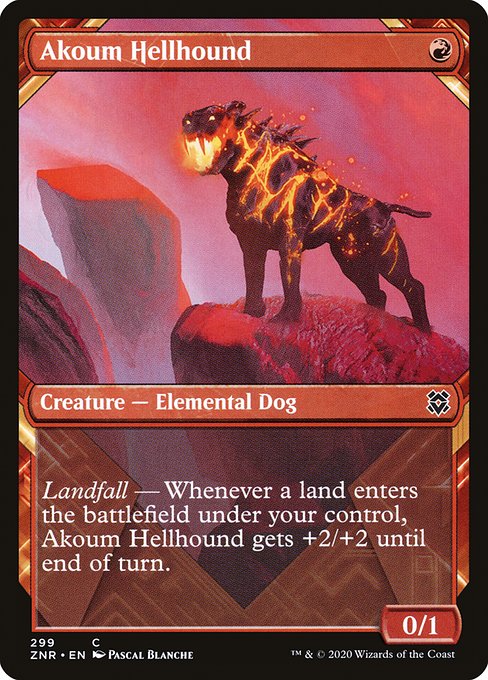 Akoum Hellhound
Creature — Elemental Dog
Landfall — Whenever a land enters
the battlefield under your control,
Akoum Hellhound gets +2/+2 until
end of turn.
0/1
299 C
ZNR • EN Pascal Blanche
™ & © 2020 Wizards of the Coast